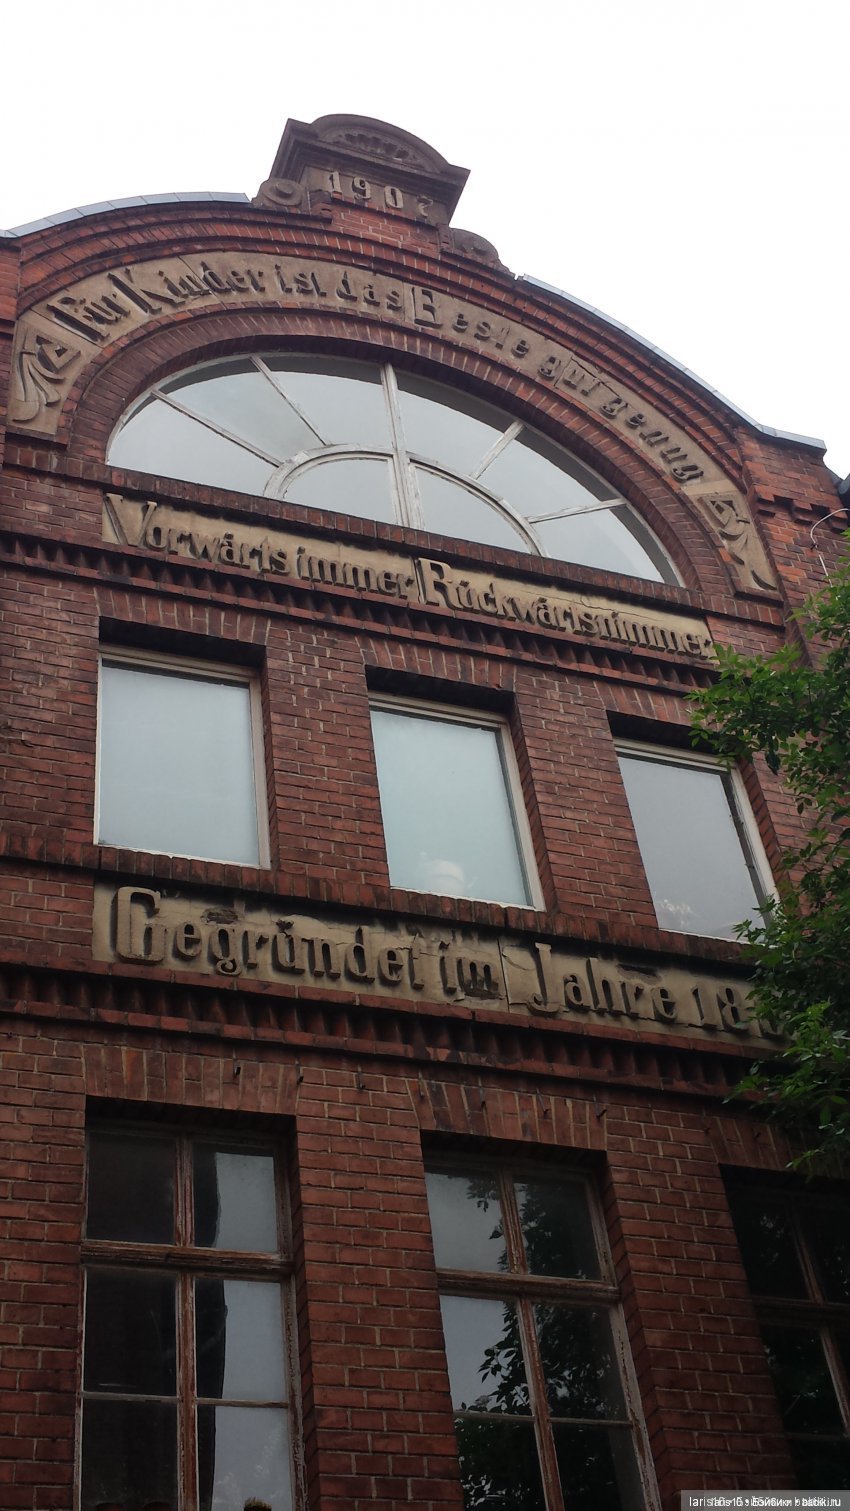 1907
Für Kinder ist das Beste gut genug
Vorwärts immer Rückwärts nimmer
Gegründet im Jahre 18